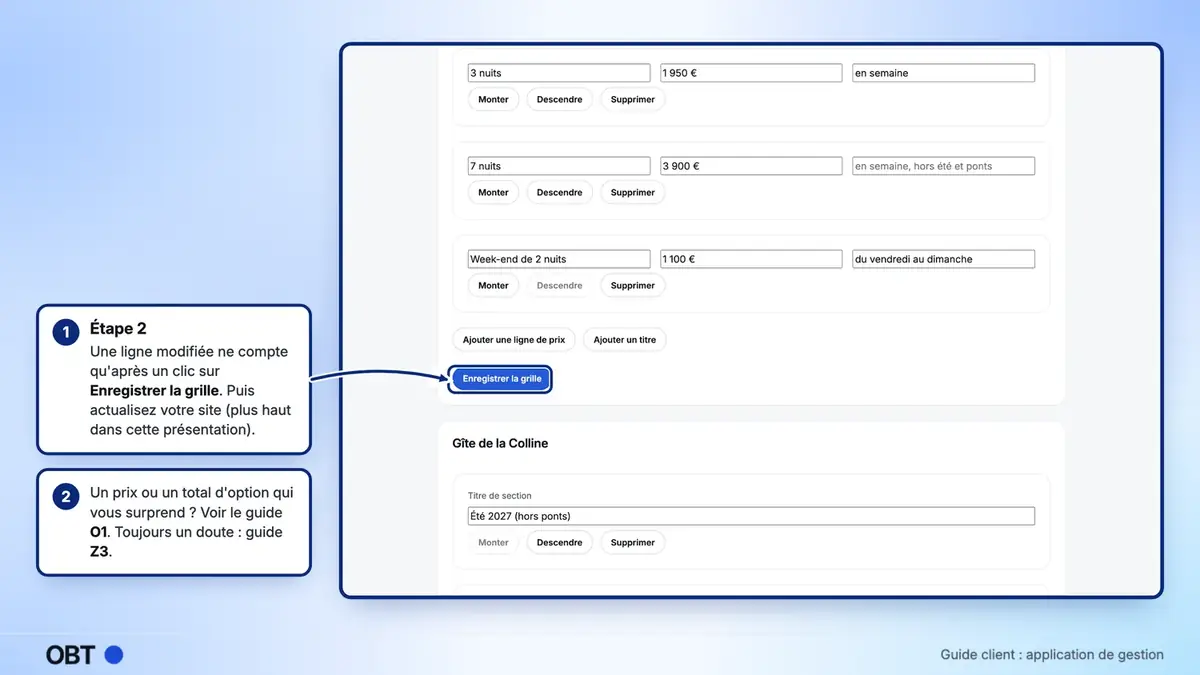 3 nuits
1 950 €
en semaine
Monter
Descendre
Supprimer
7 nuits
3 900 €
en semaine, hors été et ponts
Monter
Descendre
Supprimer
Week-end de 2 nuits
1 100 €
du vendredi au dimanche
Monter
Descendre
Supprimer
Ajouter une ligne de prix
Ajouter un titre
Enregistrer la grille
Gîte de la Colline
Titre de section
Été 2027 (hors ponts)
Monter
Descendre
Supprimer
1
Étape 2
Une ligne modifiée ne compte
qu'après un clic sur
Enregistrer la grille. Puis
actualisez votre site (plus haut
dans cette présentation).
2
Un prix ou un total d'option qui
vous surprend ? Voir le guide
O1. Toujours un doute : guide
Z3.
OBT
Guide client : application de gestion